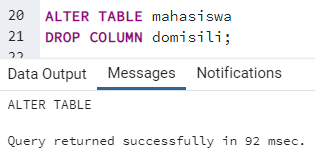 20 ALTER TABLE mahasiswa
21 DROP COLUMN domisili;
Data Output Messages Notifications
ALTER TABLE
Query returned successfully in 92 msec.